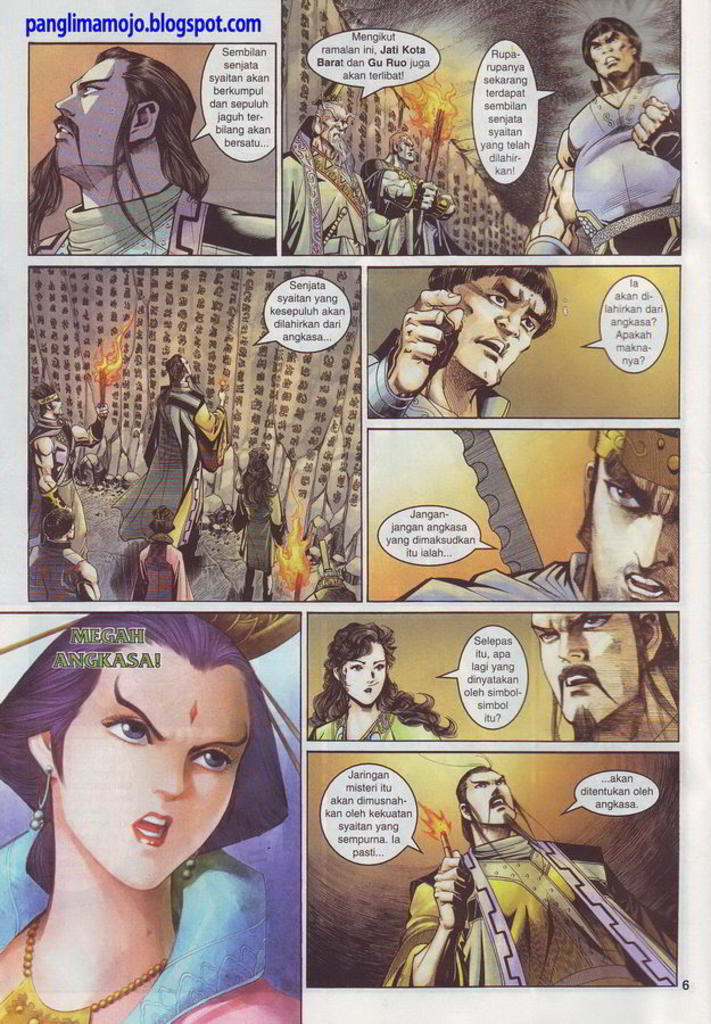 panglimamojo.blogspot.com
Sembilan
senjata
syaitan akan
berkumpul
dan sepuluh
jaguh ter-
bilang akan
bersatu...
Mengikut
ramalan ini, Jati Kota
Barat dan Gu Ruo juga
akan terlibat!
Rupa-
rupanya
sekarang
terdapat
sembilan
senjata
syaitan
yang telah
dilahir-
kan!
Senjata
syaitan yang
kesepuluh akan
dilahirkan dari
angkasa...
Ia
akan di-
lahirkan dari
angkasa?
Apakah
makna-
nya?
Jangan-
jangan angkasa
yang dimaksudkan
itu ialah...
MEGAH
ANGKASA!
Selepas
itu, apa
lagi yang
dinyatakan
oleh simbol-
simbol
itu?
Jaringan
misteri itu
akan dimusnah-
kan oleh kekuatan
syaitan yang
sempurna. Ia
pasti...
...akan
ditentukan oleh
angkasa.
6